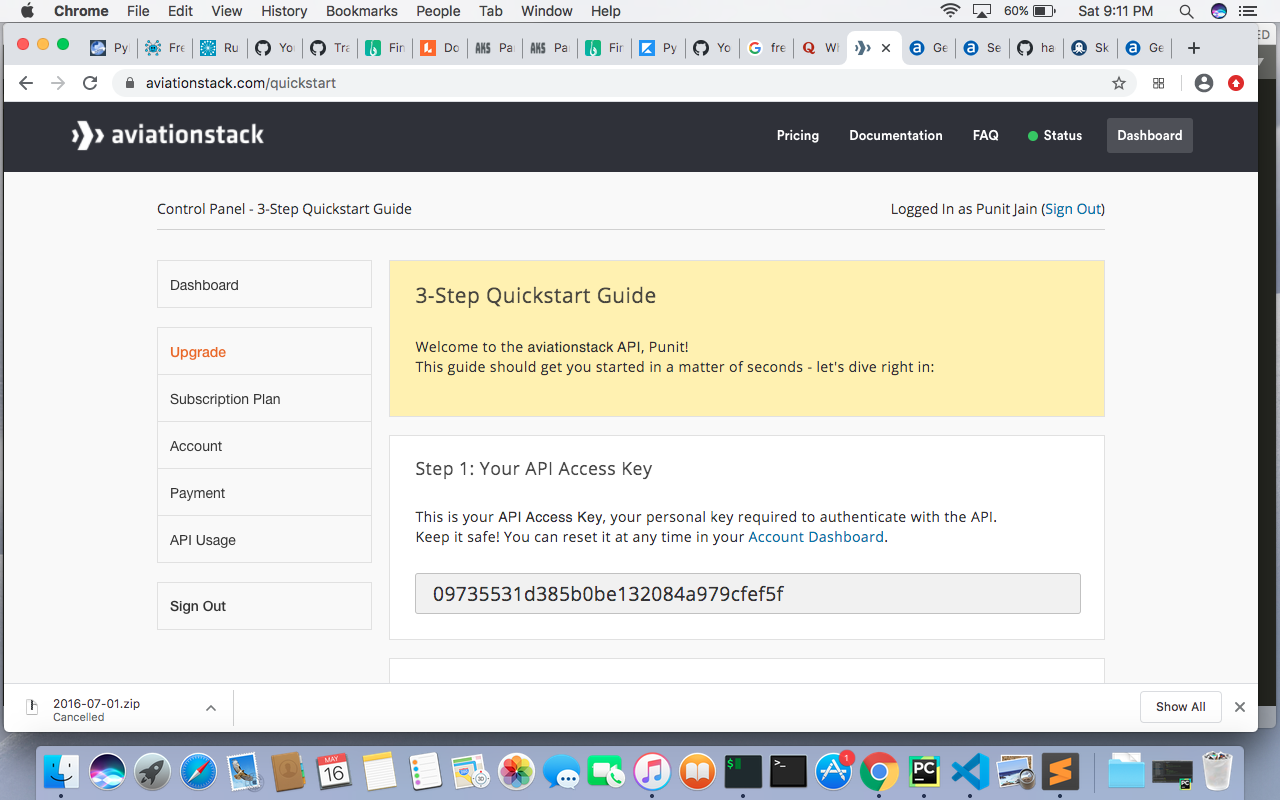 Chrome File Edit View History Bookmarks People Tab Window Help 60% Sat 9:11 PM
Py Fre Ru Yo Tra Fin Do Pa Pa Fir Py Yo fre Wh Ge Se ha Sk Ge
ED
aviationstack.com/quickstart
aviationstack Pricing Documentation FAQ Status Dashboard
Control Panel - 3-Step Quickstart Guide Logged In as Punit Jain (Sign Out)
Dashboard
Upgrade
Subscription Plan
Account
Payment
API Usage
Sign Out
3-Step Quickstart Guide
Welcome to the aviationstack API, Punit!
This guide should get you started in a matter of seconds - let's dive right in:
Step 1: Your API Access Key
This is your API Access Key, your personal key required to authenticate with the API.
Keep it safe! You can reset it at any time in your Account Dashboard.
09735531d385b0be132084a979cfef5f
2016-07-01.zip
Cancelled
Show All
MAY
16
1
PC